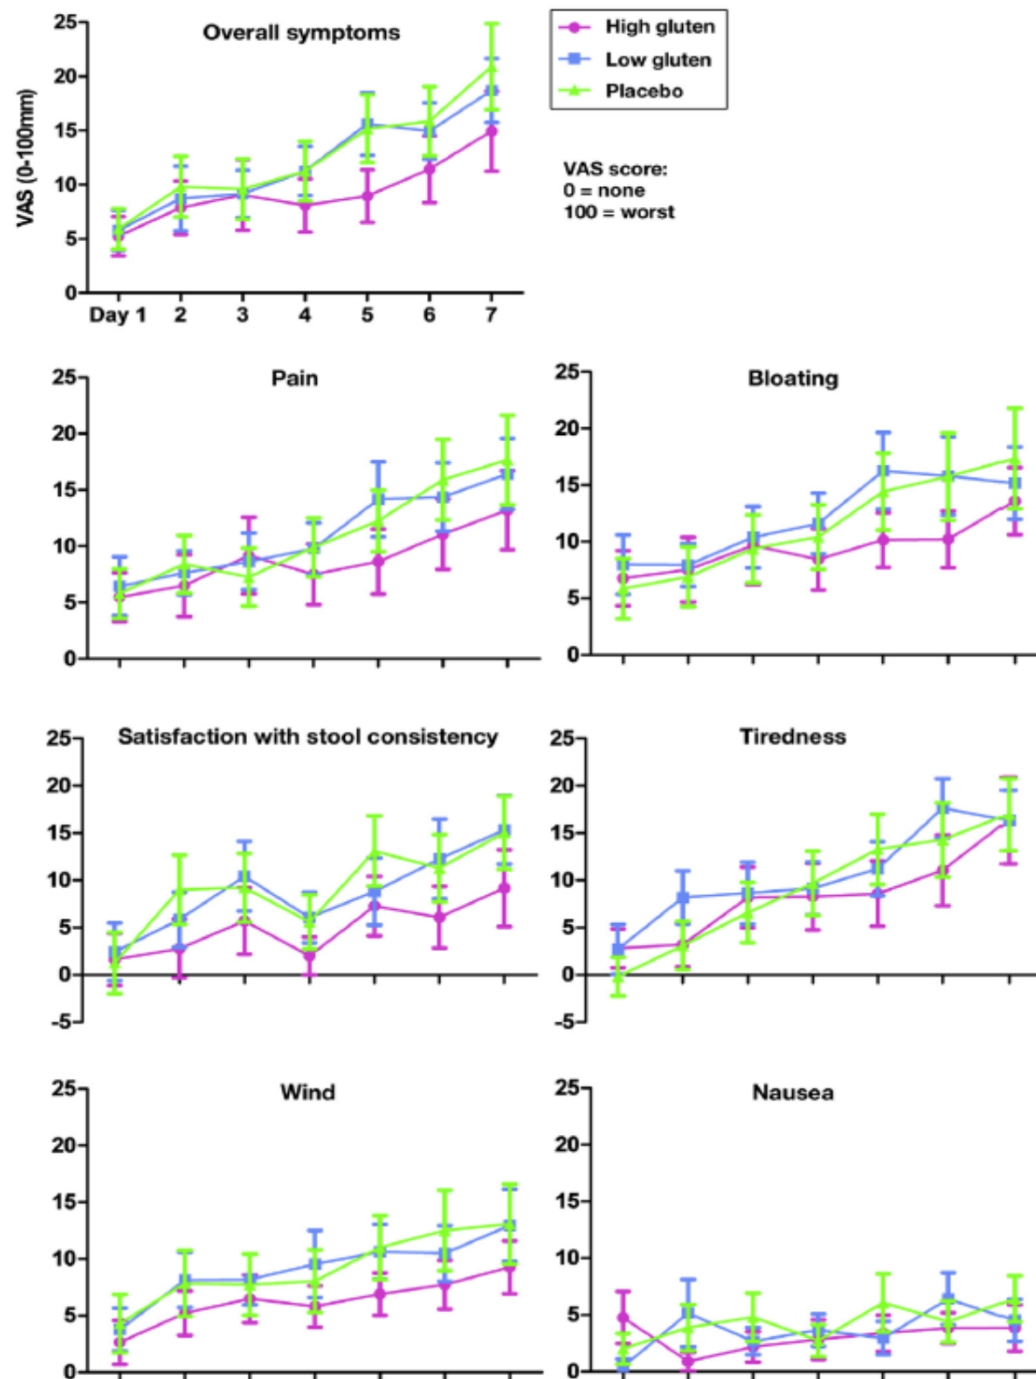 Overall symptoms
High gluten
Low gluten
Placebo
VAS score:
0 = none
100 = worst
VAS (0-100mm)
25
20
15
10
5
0
Day 1 2 3 4 5 6 7
Pain
25
20
15
10
5
0
Bloating
25
20
15
10
5
0
Satisfaction with stool consistency
25
20
15
10
5
0
-5
Tiredness
25
20
15
10
5
0
-5
Wind
25
20
15
10
5
0
Nausea
25
20
15
10
5
0